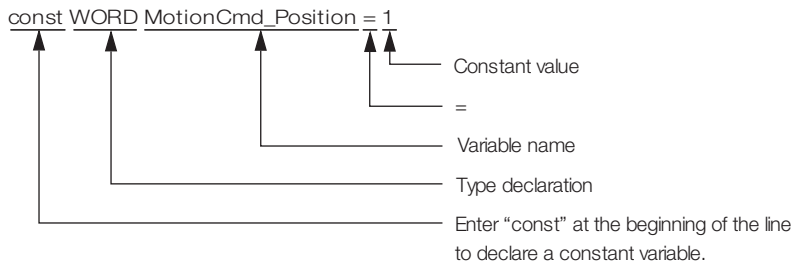 const WORD MotionCmd_Position = 1
Constant value
=
Variable name
Type declaration
Enter “const” at the beginning of the line
to declare a constant variable.